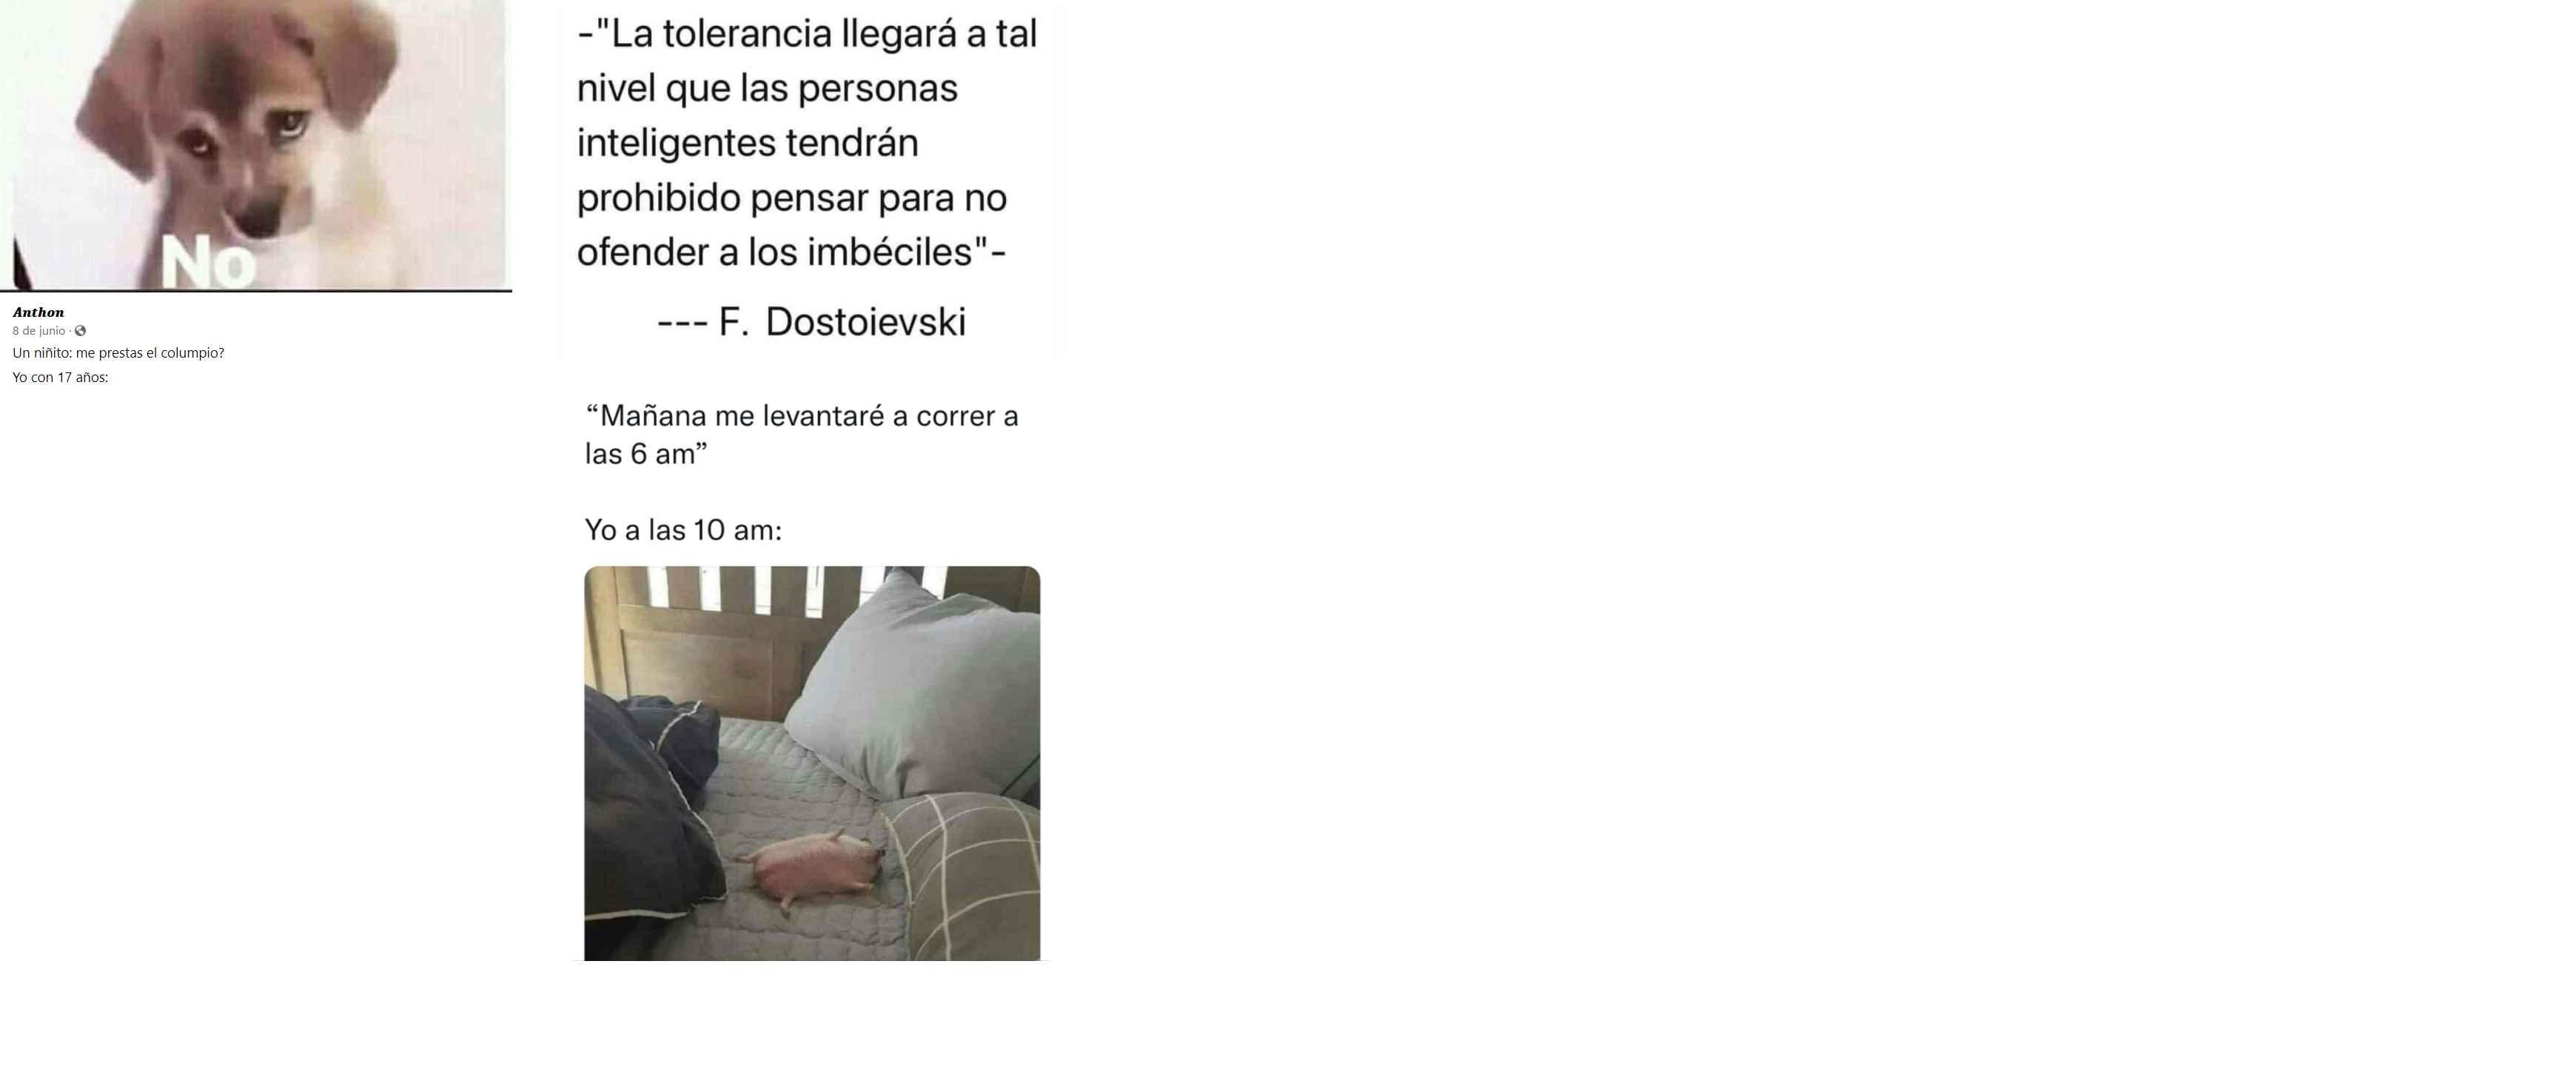 No
Anthon
8 de junio ·
Un niñito: me prestas el columpio?
Yo con 17 años:
-"La tolerancia llegará a tal
nivel que las personas
inteligentes tendrán
prohibido pensar para no
ofender a los imbéciles"-
--- F. Dostoievski
“Mañana me levantaré a correr a
las 6 am”
Yo a las 10 am: